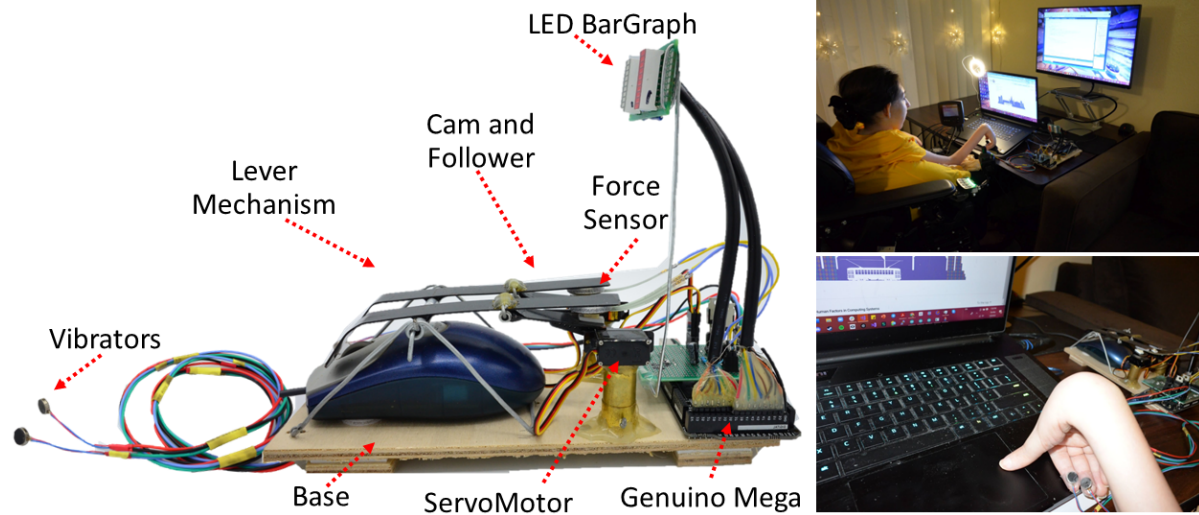 LED BarGraph
Cam and
Follower
Force
Sensor
Lever
Mechanism
Vibrators
Base
ServoMotor
Genuino Mega